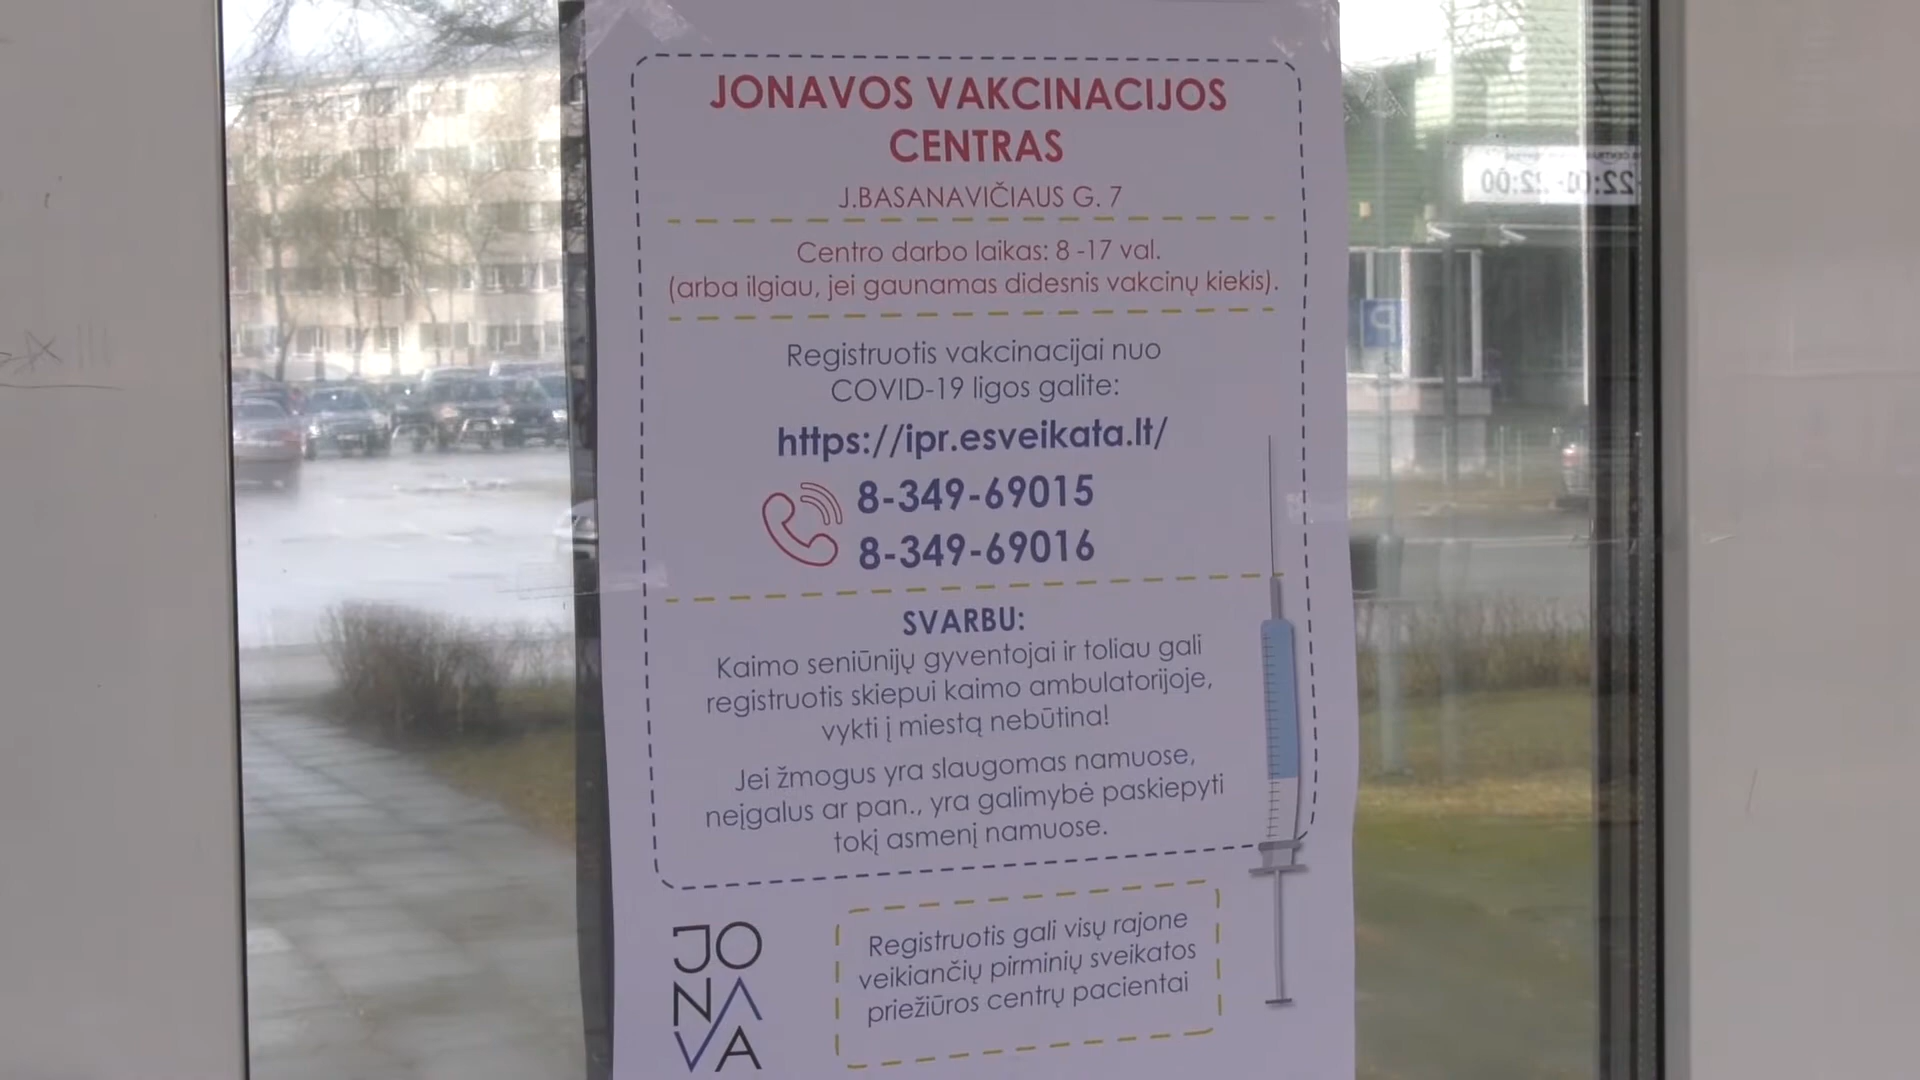 JONAVOS VAKCINACIJOS
CENTRAS
J.BASANAVIČIAUS G. 7
Centro darbo laikas: 8 -17 val.
(arba ilgiau, jei gaunamas didesnis vakcinų kiekis).
Registruotis vakcinacijai nuo
COVID-19 ligos galite:
https://ipr.esveikata.lt/
8-349-69015
8-349-69016
SVARBU:
Kaimo seniūnijų gyventojai ir toliau gali
registruotis skiepui kaimo ambulatorijoje,
vykti į miestą nebūtina!
Jei žmogus yra slaugomas namuose,
neįgalus ar pan., yra galimybė paskiepyti
tokį asmenį namuose.
JO
NA
VA
Registruotis gali visų rajone
veikiančių pirminių sveikatos
priežiūros centrų pacientai
P